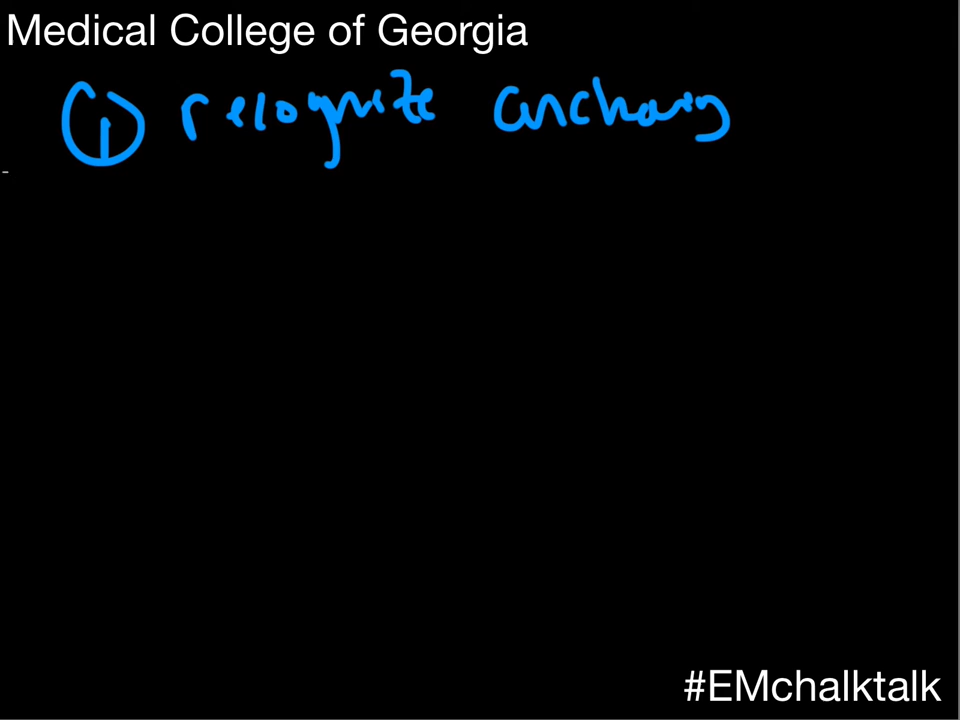 Medical College of Georgia
① recognize anchoring
#EMchalktalk